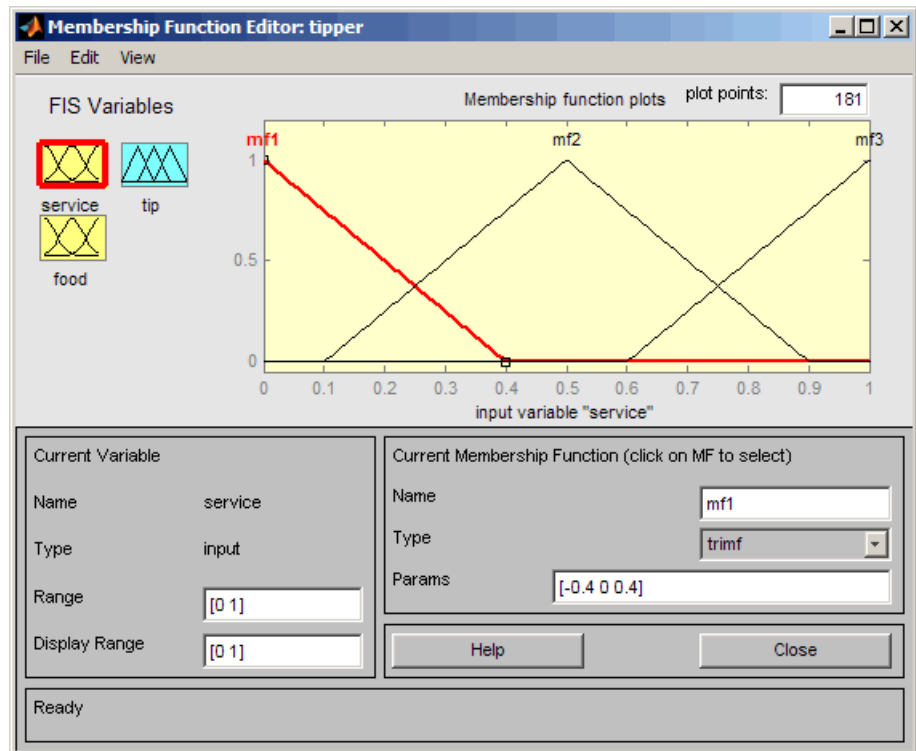 Membership Function Editor: tipper
File Edit View
FIS Variables
Membership function plots plot points: 181
mf1 mf2 mf3
service tip
food
1
0.5
0
0 0.1 0.2 0.3 0.4 0.5 0.6 0.7 0.8 0.9 1
input variable "service"
Current Variable
Name service
Type input
Range [0 1]
Display Range [0 1]
Current Membership Function (click on MF to select)
Name mf1
Type trimf
Params [-0.4 0 0.4]
Help Close
Ready